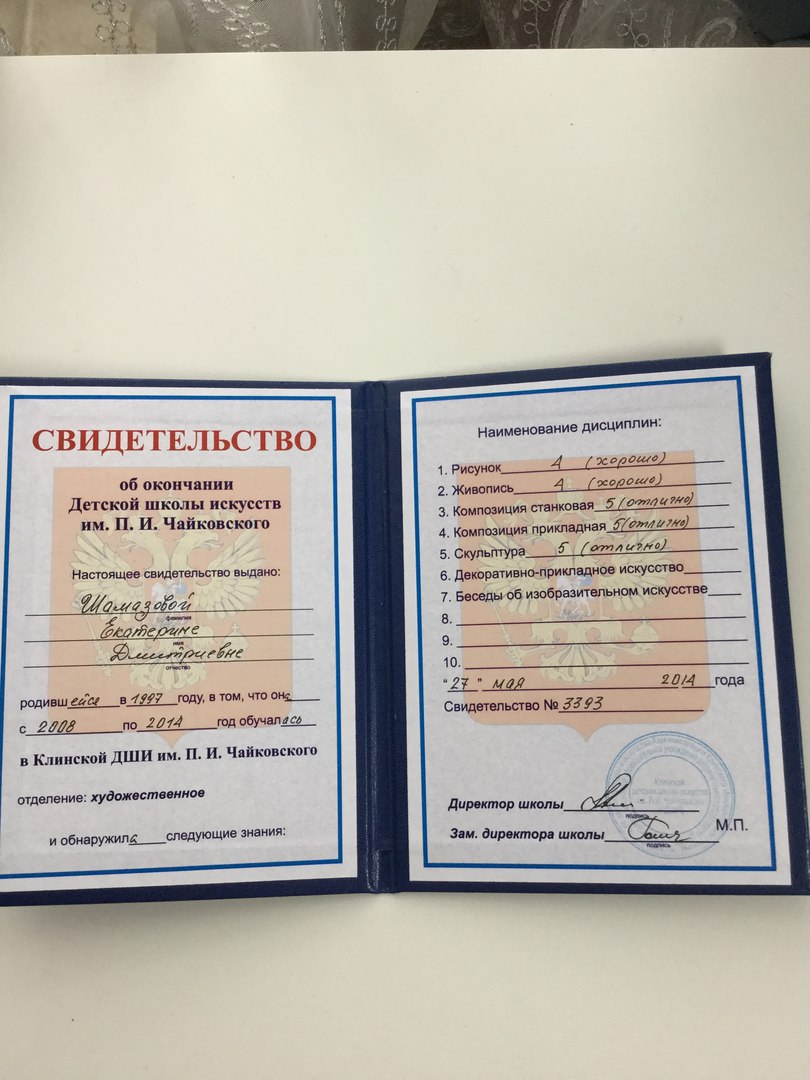 СВИДЕТЕЛЬСТВО
об окончании
Детской школы искусств
им. П. И. Чайковского
Настоящее свидетельство выдано:
Шамазовой
фамилия
Екатерине
имя
Дмитриевне
отчество
родившейся в 1997 году, в том, что она
с 2008 по 2014 год обучалась
в Клинской ДШИ им. П. И. Чайковского
отделение: художественное
и обнаружила следующие знания:
Наименование дисциплин:
1. Рисунок 4 (хорошо)
2. Живопись 4 (хорошо)
3. Композиция станковая 5 (отлично)
4. Композиция прикладная 5 (отлично)
5. Скульптура 5 (отлично)
6. Декоративно-прикладное искусство
7. Беседы об изобразительном искусстве
8.
9.
10.
"27" мая 2014 года
Свидетельство № 3393
Директор школы
подпись
Зам. директора школы
подпись
М.П.